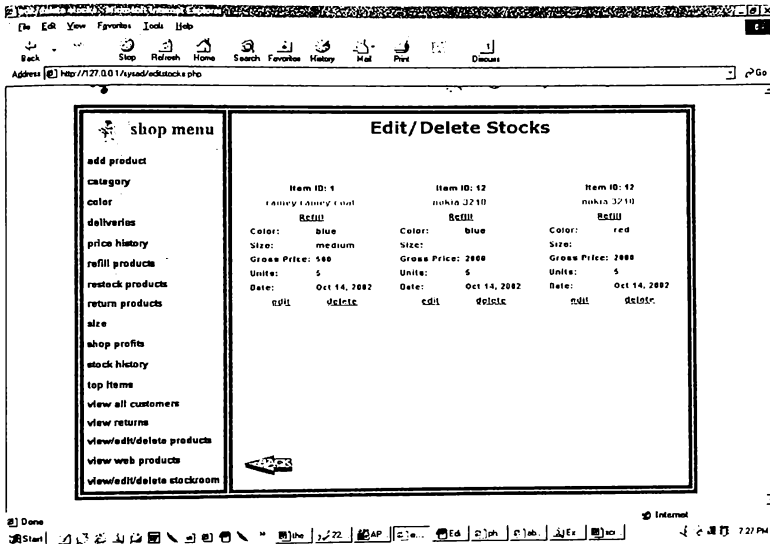 File Edit View Favorites Tools Help
Back Stop Refresh Home Search Favorites History Mail Print Discuss
Address http://127.0.0.1/sysad/editstocks.php Go
shop menu
add product
category
color
deliveries
price history
refill products
restock products
return products
size
shop profits
stock history
top items
view all customers
view returns
view/edit/delete products
view web products
view/edit/delete stockroom
Edit/Delete Stocks
Item ID: 1
Refill
Color: blue
Size: medium
Gross Price: 500
Units: 5
Date: Oct 14, 2002
edit delete
Item ID: 12
nokia 3210
Refill
Color: blue
Size:
Gross Price: 2000
Units: 5
Date: Oct 14, 2002
edit delete
Item ID: 12
nokia 3210
Refill
Color: red
Size:
Gross Price: 2000
Units: 5
Date: Oct 14, 2002
edit delete
BACK
Done Internet
Start 7:27 PM